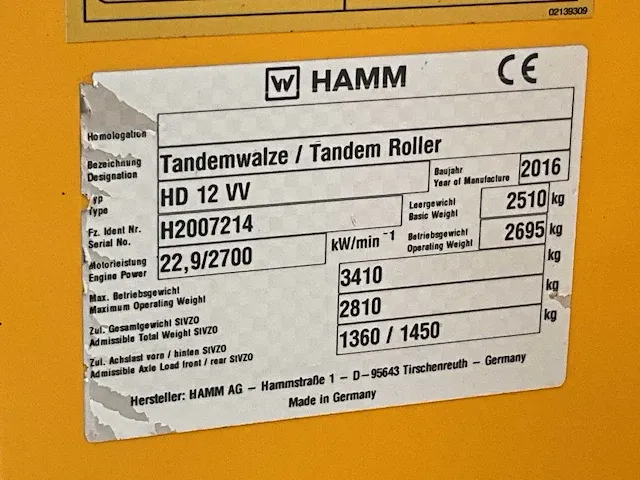 02139309
HAMM CE
Homologation
Bezeichnung
Designation
Tandemwalze / Tandem Roller
Typ
Type
HD 12 VV
Baujahr
Year of Manufacture
2016
Fz. Ident Nr.
Serial No.
H2007214
Leergewicht
Basic Weight
2510 kg
Motorleistung
Engine Power
22,9/2700 kW/min⁻¹
Betriebsgewicht
Operating Weight
2695 kg
Max. Betriebsgewicht
Maximum Operating Weight
3410 kg
Zul. Gesamtgewicht StVZO
Admissible Total Weight StVZO
2810 kg
Zul. Achslast vorn / hinten StVZO
Admissible Axle Load front / rear StVZO
1360 / 1450 kg
Hersteller: HAMM AG – Hammstraße 1 – D–95643 Tirschenreuth – Germany
Made in Germany